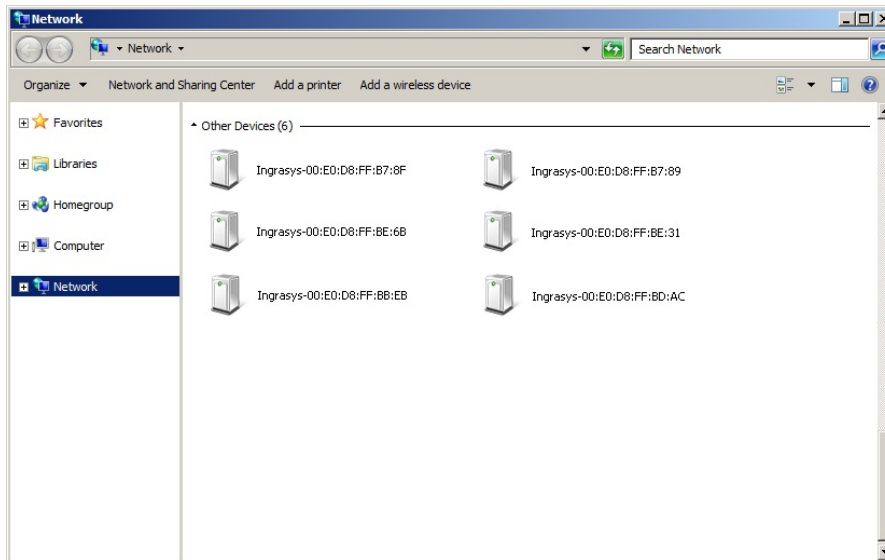 Network
Network
Search Network
Organize
Network and Sharing Center
Add a printer
Add a wireless device
Favorites
Libraries
Homegroup
Computer
Network
Other Devices (6)
Ingrasys-00:E0:D8:FF:B7:8F
Ingrasys-00:E0:D8:FF:B7:89
Ingrasys-00:E0:D8:FF:BE:6B
Ingrasys-00:E0:D8:FF:BE:31
Ingrasys-00:E0:D8:FF:BB:EB
Ingrasys-00:E0:D8:FF:BD:AC